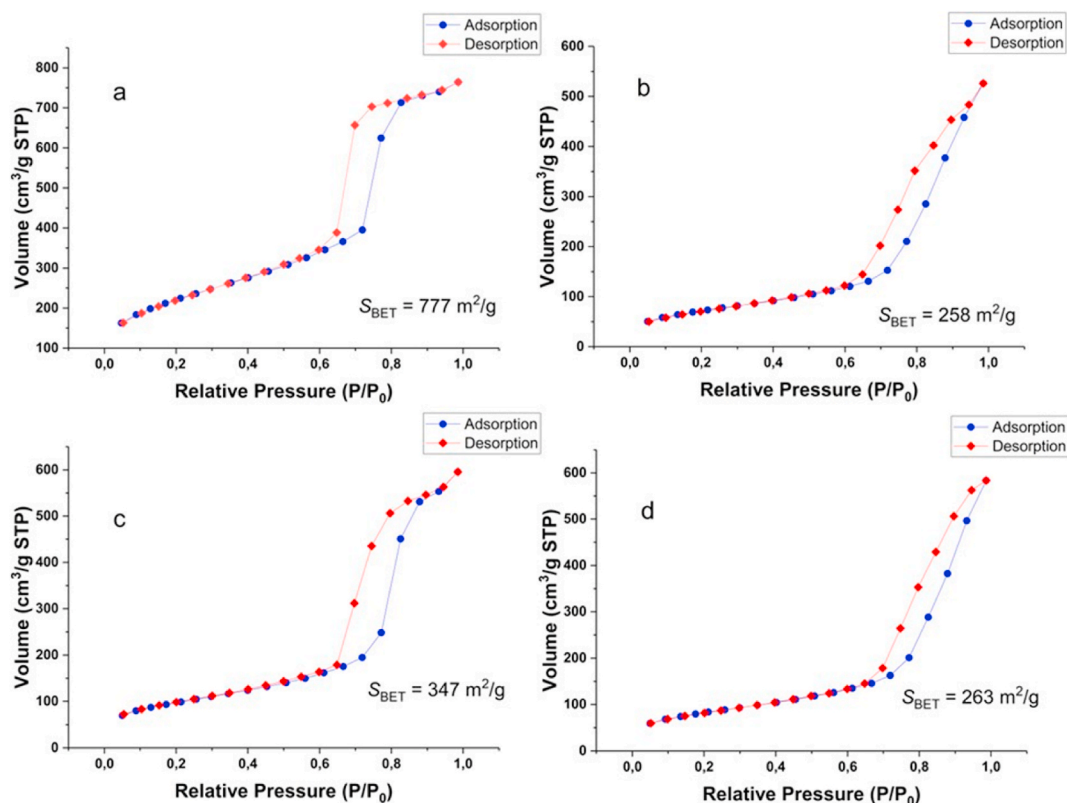 Adsorption
Desorption
a
Volume (cm³/g STP)
800
700
600
500
400
300
200
100
S_BET = 777 m²/g
0,0 0,2 0,4 0,6 0,8 1,0
Relative Pressure (P/P₀)
Adsorption
Desorption
b
Volume (cm³/g STP)
600
500
400
300
200
100
0
S_BET = 258 m²/g
0,0 0,2 0,4 0,6 0,8 1,0
Relative Pressure (P/P₀)
Adsorption
Desorption
c
Volume (cm³/g STP)
600
500
400
300
200
100
0
S_BET = 347 m²/g
0,0 0,2 0,4 0,6 0,8 1,0
Relative Pressure (P/P₀)
Adsorption
Desorption
d
Volume (cm³/g STP)
600
500
400
300
200
100
0
S_BET = 263 m²/g
0,0 0,2 0,4 0,6 0,8 1,0
Relative Pressure (P/P₀)